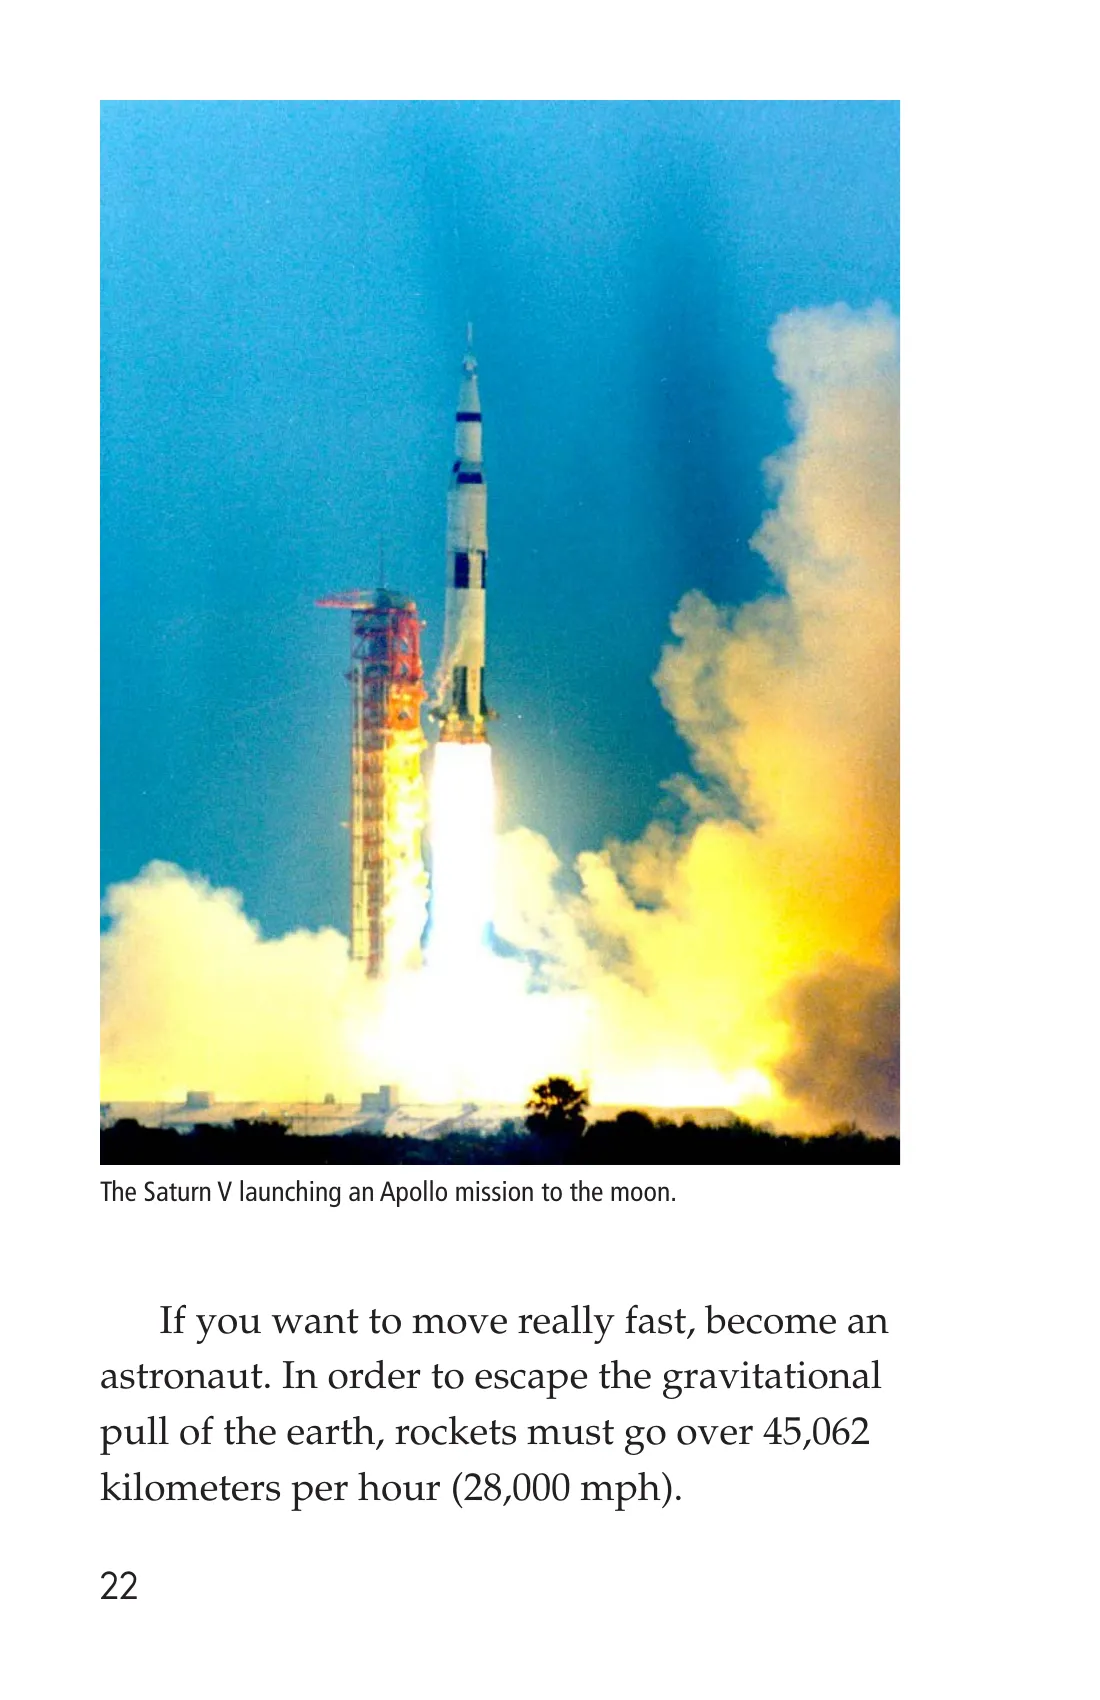 The Saturn V launching an Apollo mission to the moon.
If you want to move really fast, become an
astronaut. In order to escape the gravitational
pull of the earth, rockets must go over 45,062
kilometers per hour (28,000 mph).
22